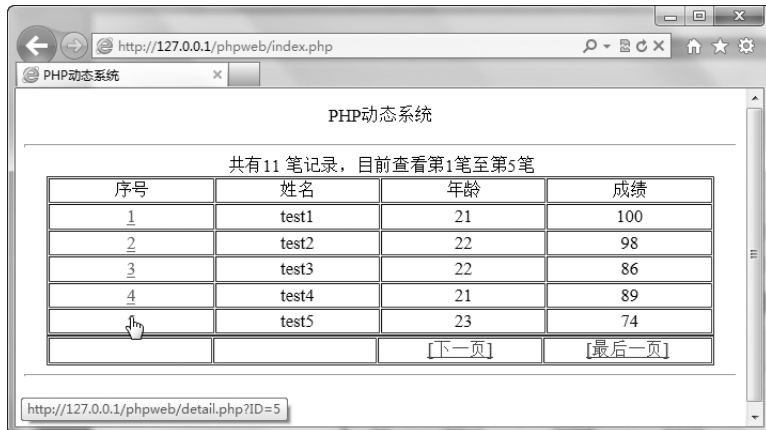 http://127.0.0.1/phpweb/index.php
PHP动态系统
PHP动态系统
共有11 笔记录，目前查看第1笔至第5笔
序号 姓名 年龄 成绩
1 test1 21 100
2 test2 22 98
3 test3 22 86
4 test4 21 89
test5 23 74
[下一页] [最后一页]
http://127.0.0.1/phpweb/detail.php?ID=5